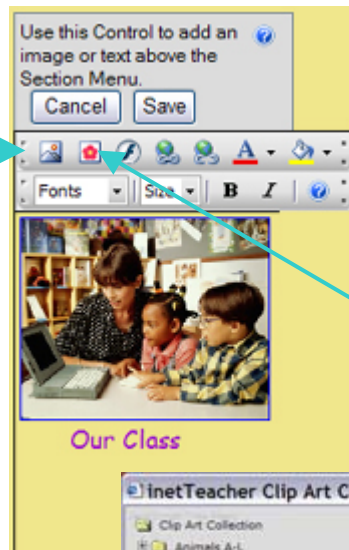 Use this Control to add an
image or text above the
Section Menu.
Cancel Save
A
Fonts Size B I
Our Class
inetTeacher Clip Art C
Clip Art Collection
Animals A-L